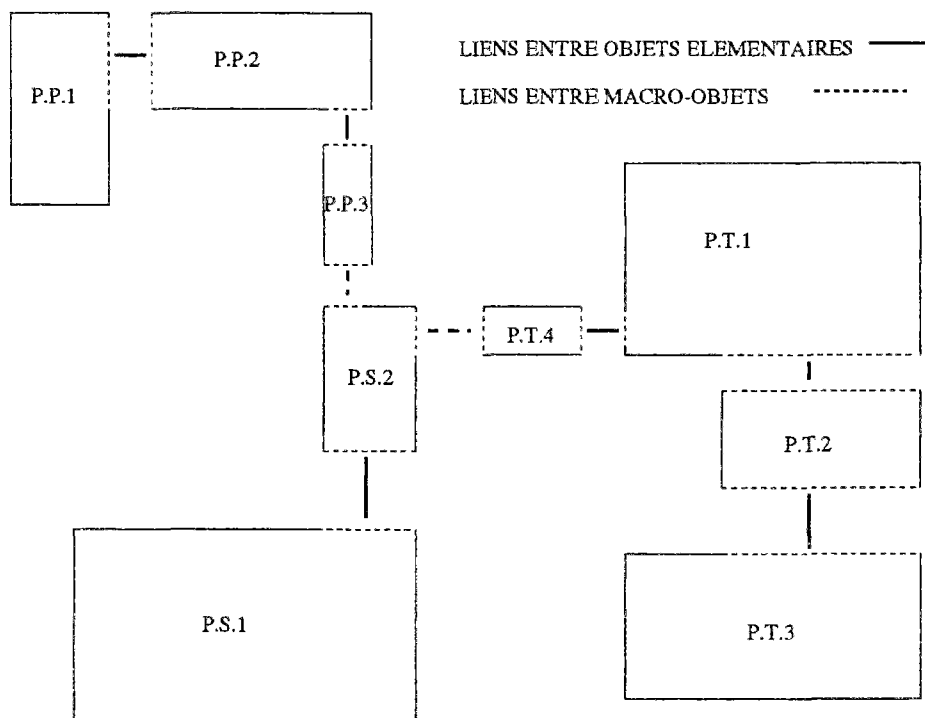 P.P.1
P.P.2
LIENS ENTRE OBJETS ELEMENTAIRES
LIENS ENTRE MACRO-OBJETS
P.P.3
P.T.1
P.T.4
P.S.2
P.T.2
P.S.1
P.T.3